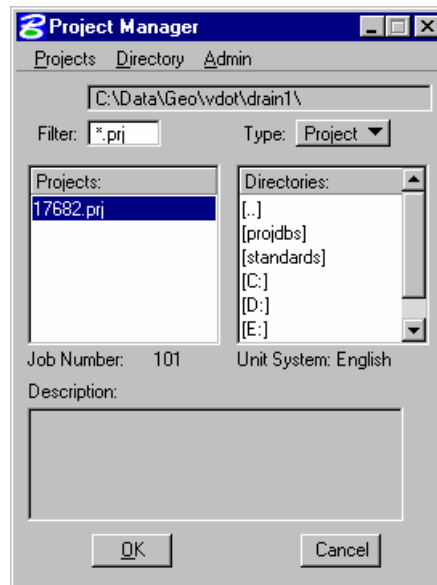 Project Manager
Projects Directory Admin
C:\Data\Geo\vdot\drain1\
Filter: *.prj Type: Project
Projects: Directories:
17682.prj [..]
[projdbs]
[standards]
[C:]
[D:]
[E:]
Job Number: 101 Unit System: English
Description:
OK Cancel